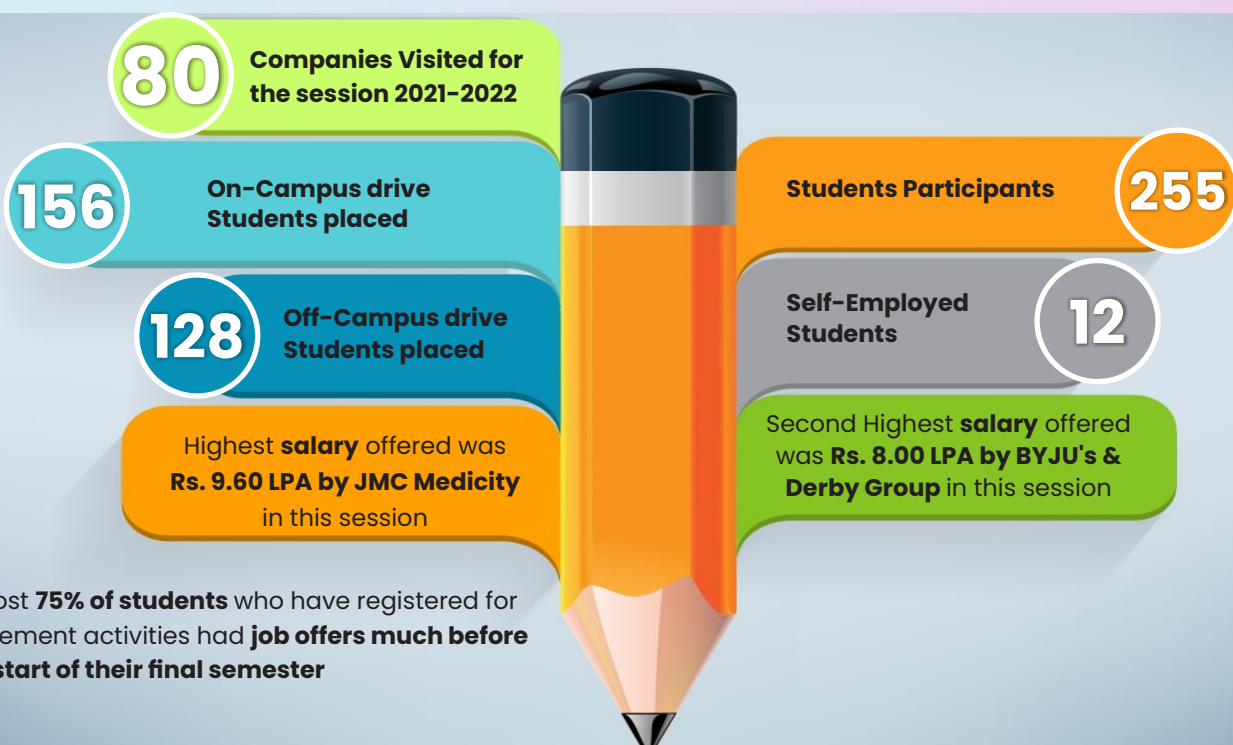 80
Companies Visited for
the session 2021-2022
156
On-Campus drive
Students placed
128
Off-Campus drive
Students placed
Highest salary offered was
Rs. 9.60 LPA by JMC Medicity
in this session
Students Participants
255
Self-Employed
Students
12
Second Highest salary offered
was Rs. 8.00 LPA by BYJU's &
Derby Group in this session
75% of students who have registered for
activities had job offers much before
start of their final semester